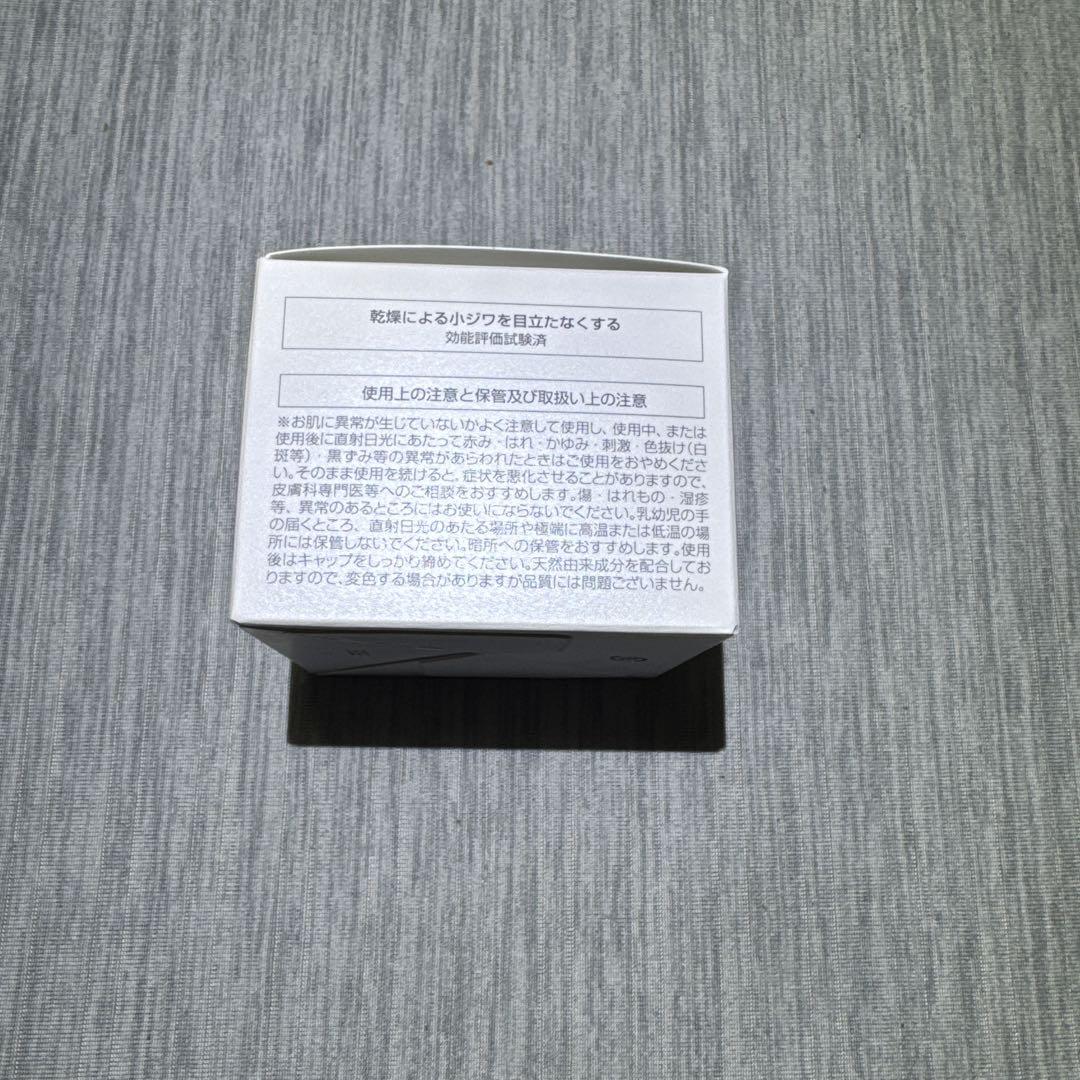 乾燥による小ジワを目立たなくする
効能評価試験済
使用上の注意と保管及び取扱い上の注意
※お肌に異常が生じていないかよく注意して使用し、使用中、または
使用後に直射日光にあたって赤み・はれ・かゆみ・刺激・色抜け(白
斑等)・黒ずみ等の異常があらわれたときはご使用をおやめくださ
い。そのまま使用を続けると、症状を悪化させることがありますので、
皮膚科専門医等へのご相談をおすすめします。傷・はれもの・湿疹
等、異常のあるところにはお使いにならないでください。乳幼児の手
の届くところ、直射日光のあたる場所や極端に高温または低温の場
所には保管しないでください。暗所への保管をおすすめします。使用
後はキャップをしっかり締めてください。天然由来成分を配合してお
りますので、変色する場合がありますが品質には問題ございません。